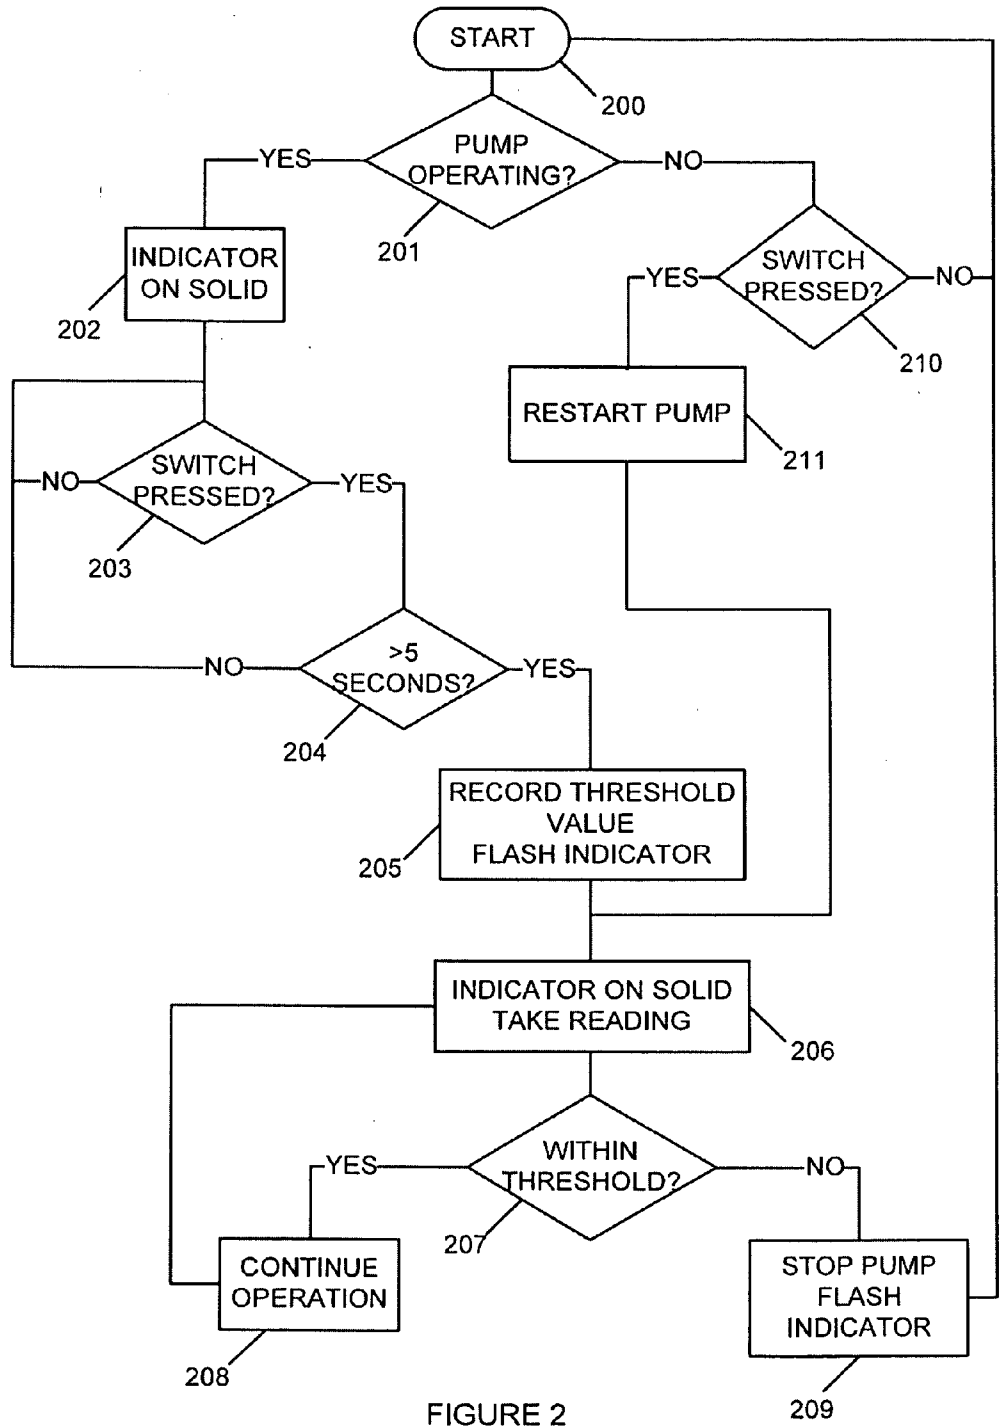 START
200
PUMP
OPERATING?
YES
NO
201
INDICATOR
ON SOLID
202
SWITCH
PRESSED?
YES
NO
210
RESTART PUMP
211
SWITCH
PRESSED?
NO
YES
203
>5
SECONDS?
NO
YES
204
RECORD THRESHOLD
VALUE
FLASH INDICATOR
205
INDICATOR ON SOLID
TAKE READING
206
WITHIN
THRESHOLD?
YES
NO
207
CONTINUE
OPERATION
208
STOP PUMP
FLASH
INDICATOR
209
FIGURE 2